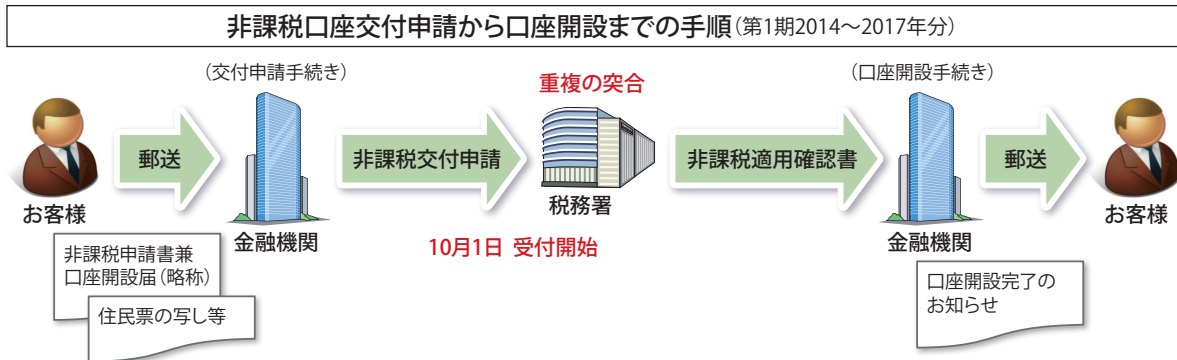 非課税口座交付申請から口座開設までの手順(第1期2014〜2017年分)
(交付申請手続き)
重複の突合
(口座開設手続き)
郵送
非課税交付申請
非課税適用確認書
郵送
お客様
金融機関
税務署
金融機関
お客様
10月1日 受付開始
非課税申請書兼
口座開設届(略称)
住民票の写し等
口座開設完了の
お知らせ